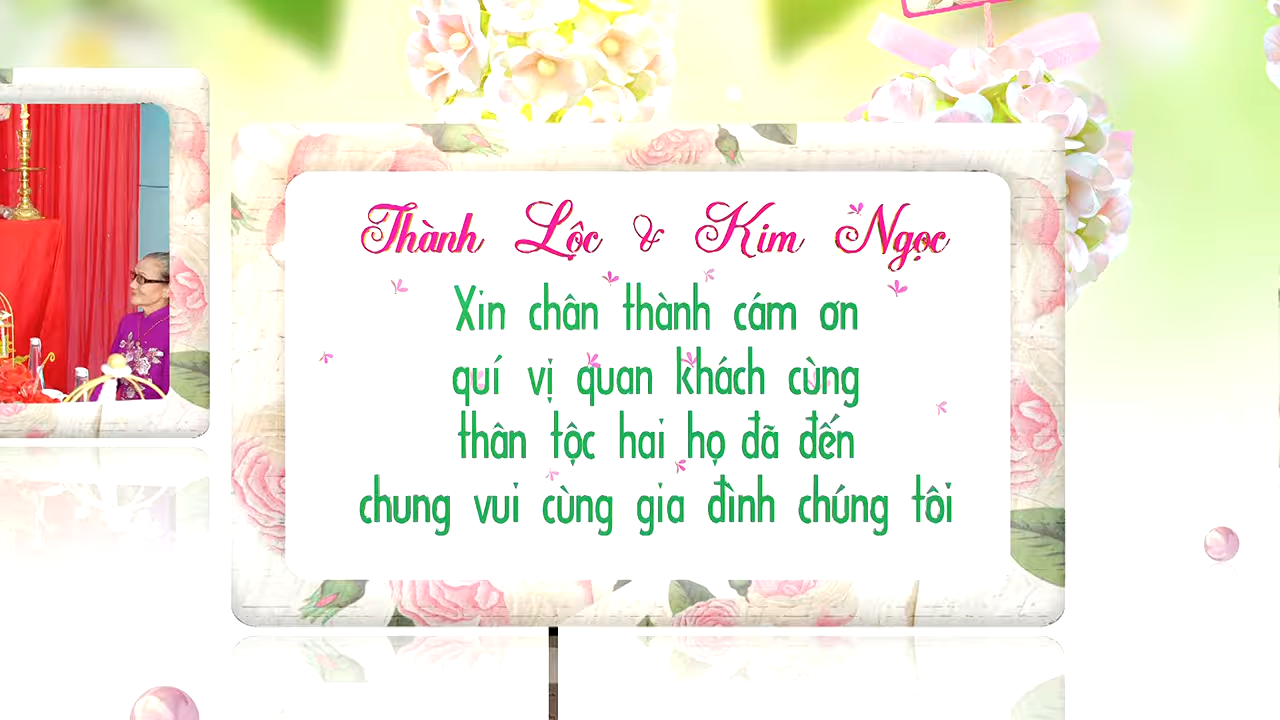 Thành Lộc & Kim Ngọc
Xin chân thành cám ơn
quí vị quan khách cùng
thân tộc hai họ đã đến
chung vui cùng gia đình chúng tôi